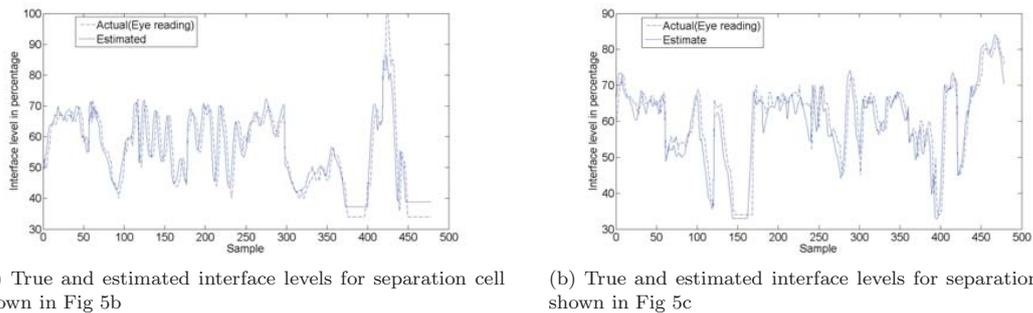 100
90
80
70
60
50
40
30
Interface level in percentage
Actual(Eye reading)
Estimated
0 50 100 150 200 250 300 350 400 450 500
Sample
) True and estimated interface levels for separation cell
own in Fig 5b
90
80
70
60
50
40
30
Interface level in percentage
Actual(Eye reading)
Estimate
0 50 100 150 200 250 300 350 400 450 500
Sample
(b) True and estimated interface levels for separation
shown in Fig 5c